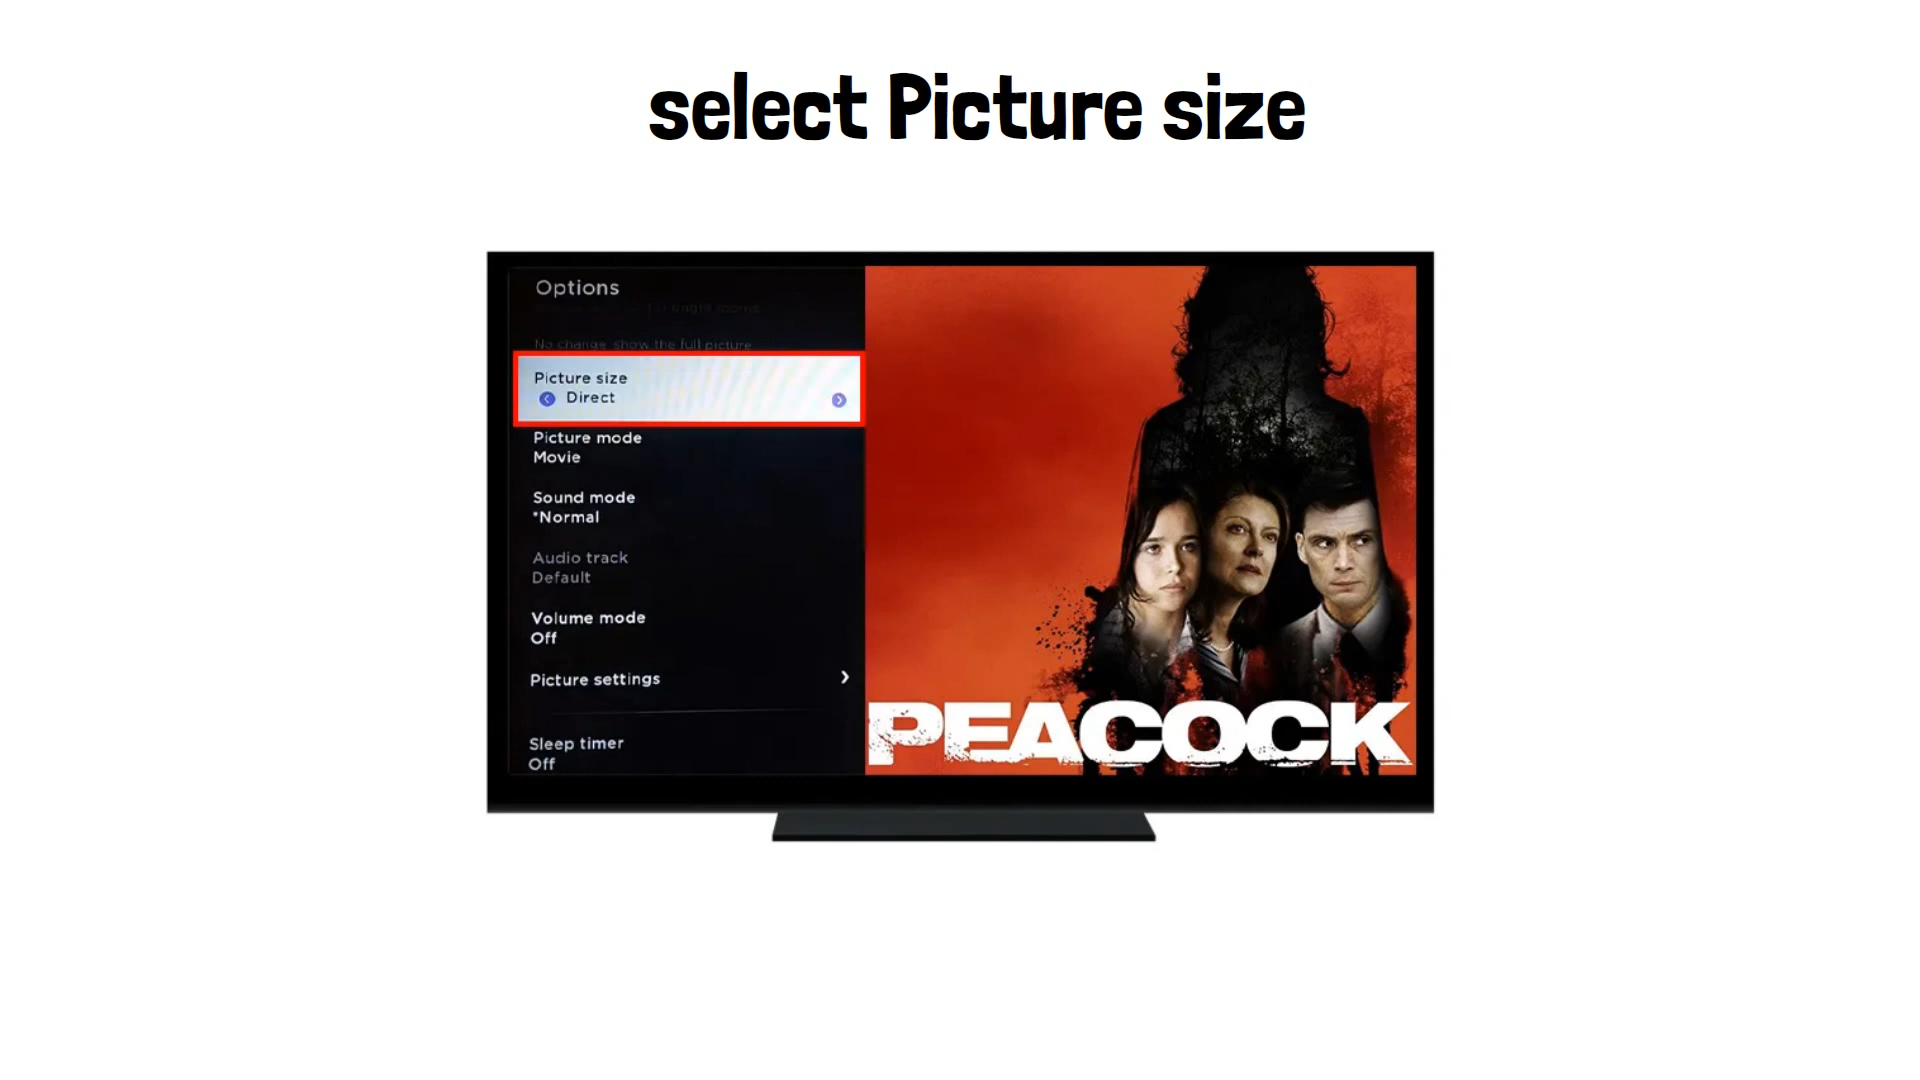 select Picture size
Options
No change, show the full picture
Picture size
Direct
Picture mode
Movie
Sound mode
*Normal
Audio track
Default
Volume mode
Off
Picture settings
Sleep timer
Off
PEACOCK